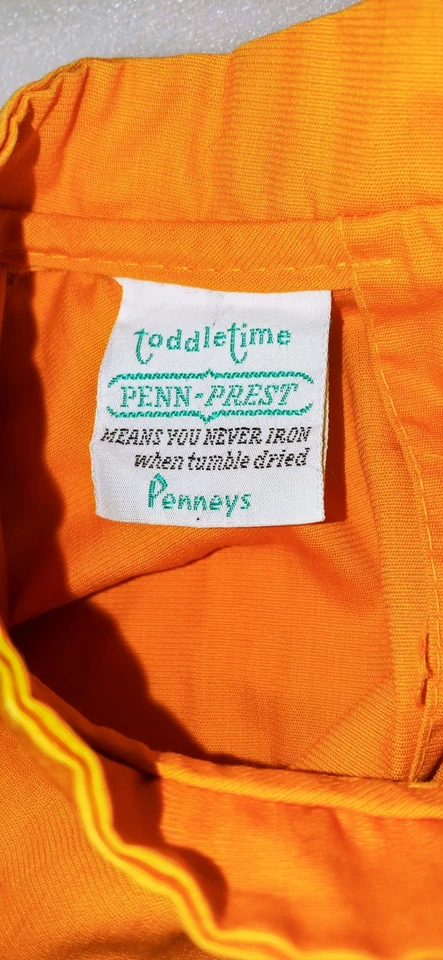 toddletime
PENN-PREST
MEANS YOU NEVER IRON
when tumble dried
Penneys